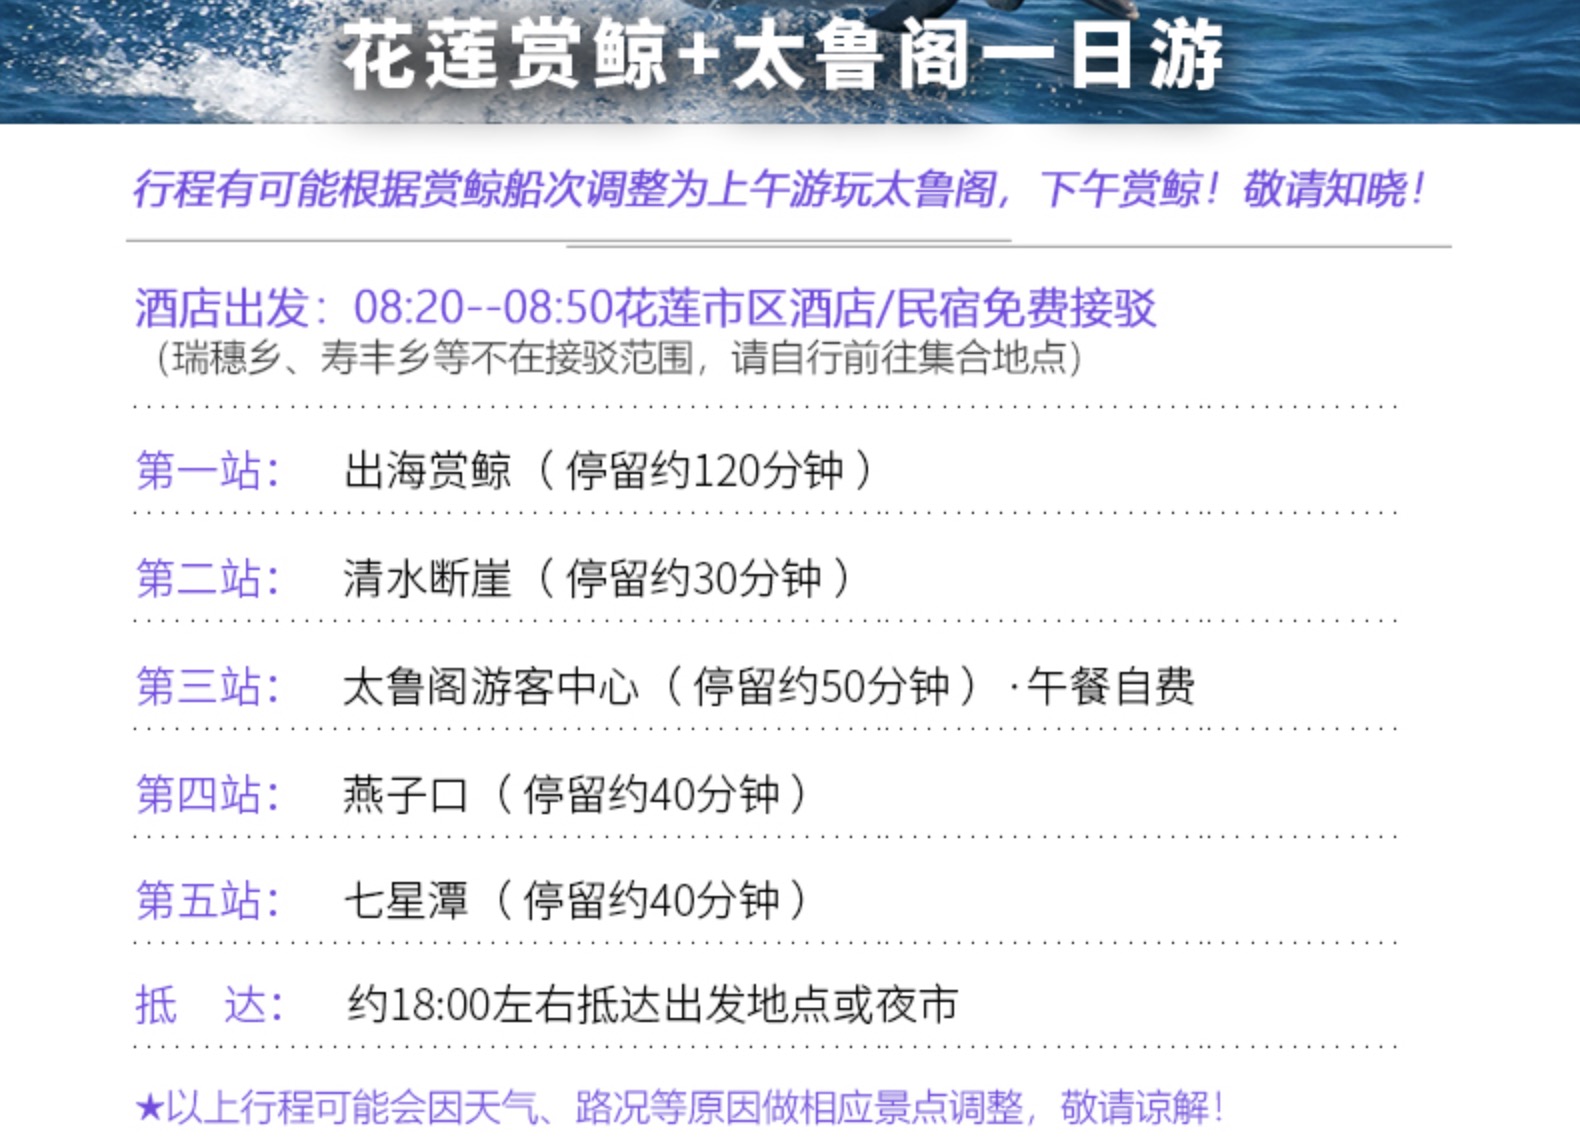 花莲赏鲸+太鲁阁一日游
行程有可能根据赏鲸船次调整为上午游玩太鲁阁，下午赏鲸！敬请知晓！
酒店出发：08:20--08:50花莲市区酒店/民宿免费接驳
（瑞穗乡、寿丰乡等不在接驳范围，请自行前往集合地点）
第一站： 出海赏鲸（停留约120分钟）
第二站： 清水断崖（停留约30分钟）
第三站： 太鲁阁游客中心（停留约50分钟）·午餐自费
第四站： 燕子口（停留约40分钟）
第五站： 七星潭（停留约40分钟）
抵 达： 约18:00左右抵达出发地点或夜市
★以上行程可能会因天气、路况等原因做相应景点调整，敬请谅解！